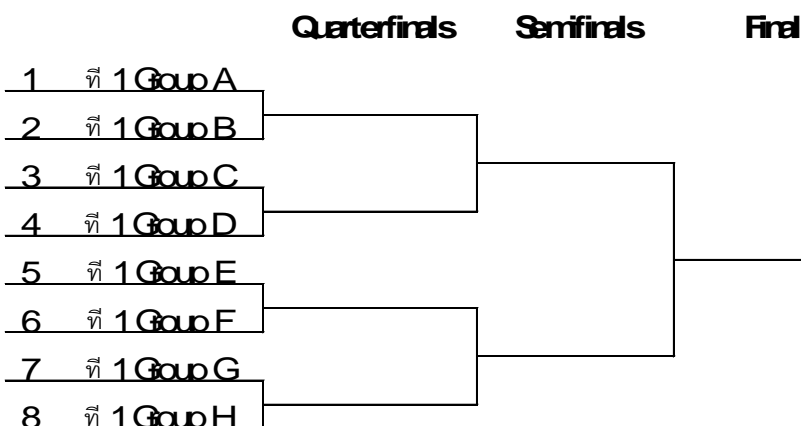 Quarterfinals Semifinals Final
1 ที่ 1 Group A
2 ที่ 1 Group B
3 ที่ 1 Group C
4 ที่ 1 Group D
5 ที่ 1 Group E
6 ที่ 1 Group F
7 ที่ 1 Group G
8 ที่ 1 Group H